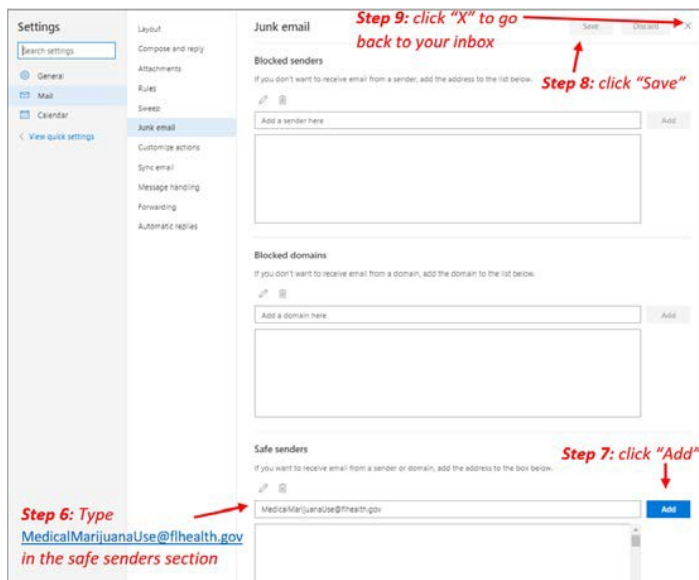 Settings
Search settings
General
Mail
Calendar
View quick settings
Layout
Compose and reply
Attachments
Rules
Sweep
Junk email
Customize actions
Sync email
Message handling
Forwarding
Automatic replies
Junk email
Save
Discard
Step 9: click “X” to go
back to your inbox
Step 8: click “Save”
Blocked senders
If you don't want to receive email from a sender, add the address to the list below.
Add a sender here
Add
Blocked domains
If you don't want to receive email from a domain, add the domain to the list below.
Add a domain here
Add
Safe senders
Step 7: click “Add”
If you want to receive email from a sender or domain, add the address to the box below.
MedicalMarijuanaUse@flhealth.gov
Add
Step 6: Type
MedicalMarijuanaUse@flhealth.gov
in the safe senders section